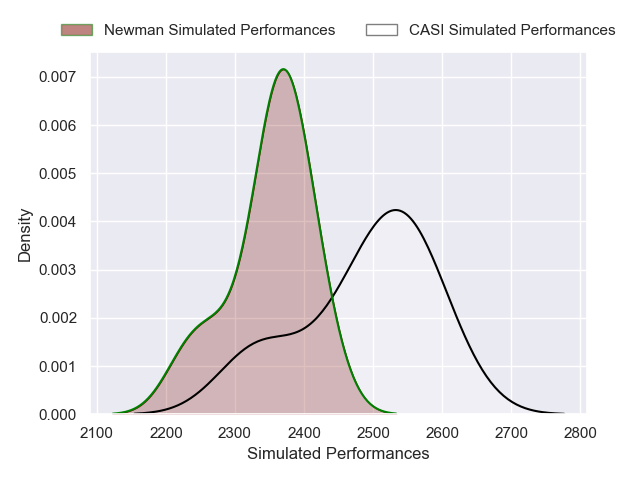 Newman Simulated Performances
CASI Simulated Performances
0.007
0.006
0.005
0.004
0.003
0.002
0.001
0.000
Density
2100 2200 2300 2400 2500 2600 2700 2800
Simulated Performances